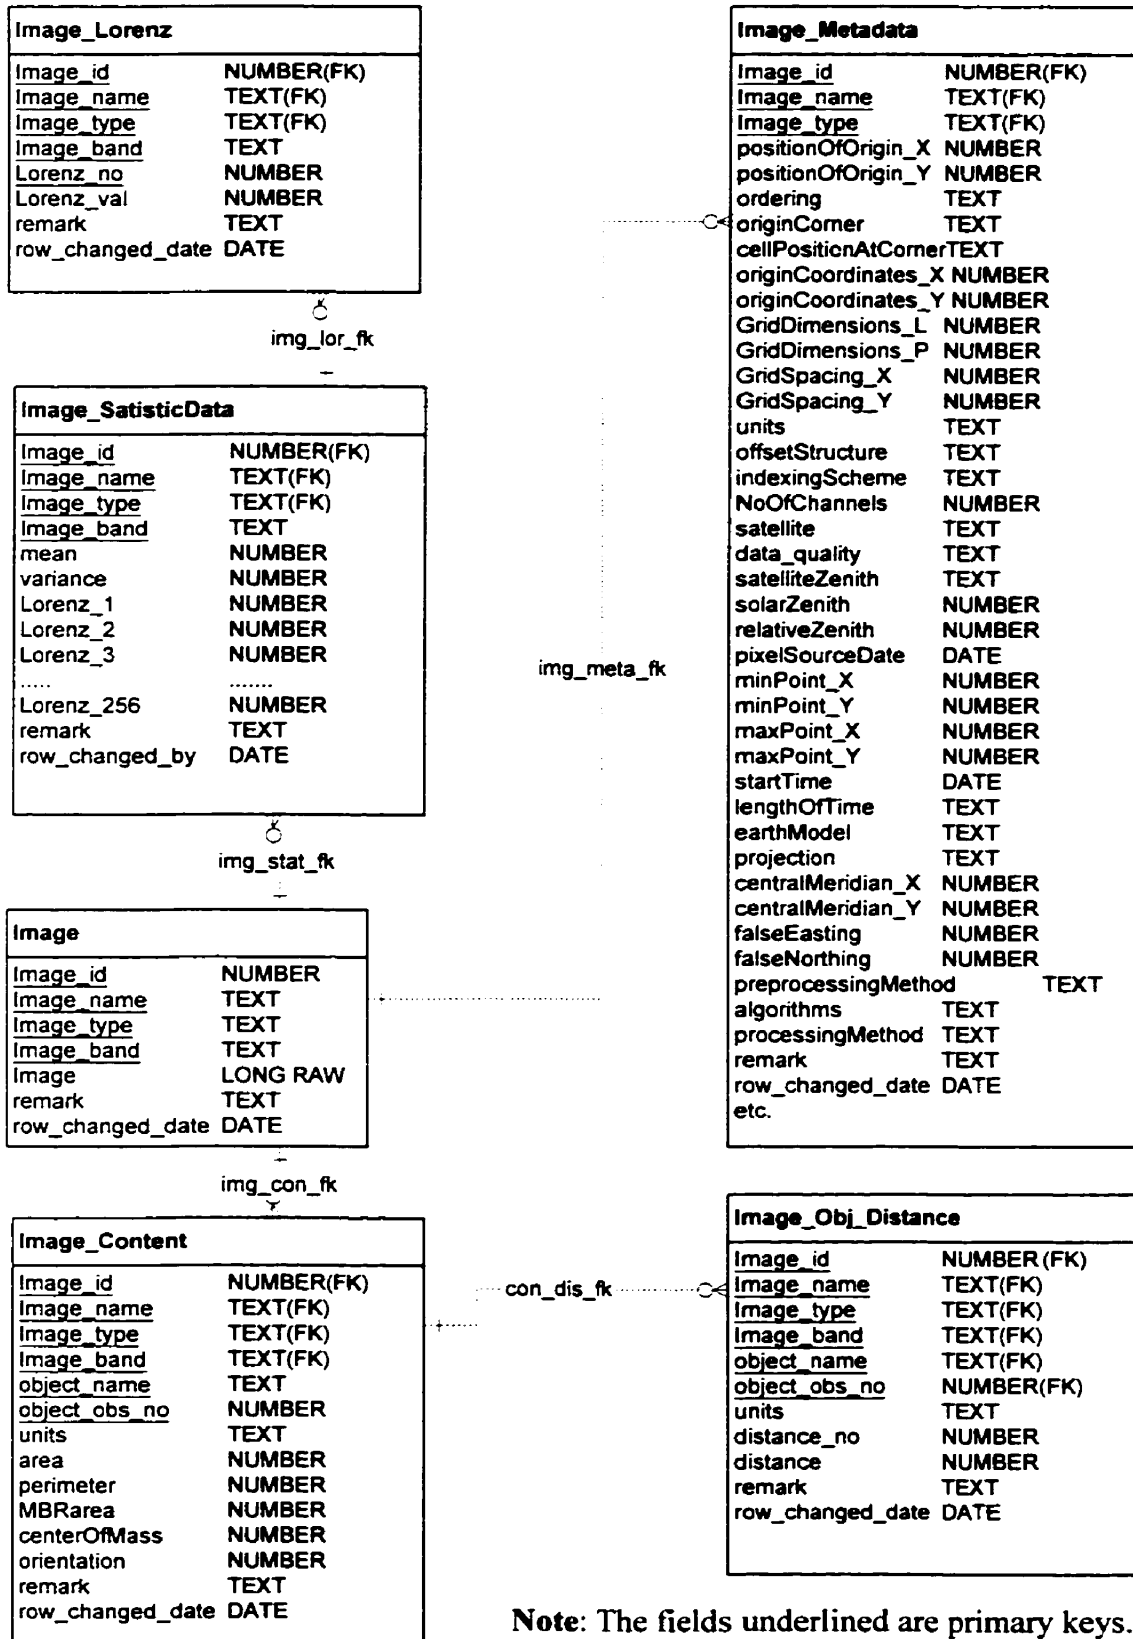 Image_Lorenz
Image_id NUMBER(FK)
Image_name TEXT(FK)
Image_type TEXT(FK)
Image_band TEXT
Lorenz_no NUMBER
Lorenz_val NUMBER
remark TEXT
row_changed_date DATE
img_lor_fk
Image_SatisticData
Image_id NUMBER(FK)
Image_name TEXT(FK)
Image_type TEXT(FK)
Image_band TEXT
mean NUMBER
variance NUMBER
Lorenz_1 NUMBER
Lorenz_2 NUMBER
Lorenz_3 NUMBER
..... .......
Lorenz_256 NUMBER
remark TEXT
row_changed_by DATE
img_stat_fk
Image
Image_id NUMBER
Image_name TEXT
Image_type TEXT
Image_band TEXT
Image LONG RAW
remark TEXT
row_changed_date DATE
img_con_fk
Image_Content
Image_id NUMBER(FK)
Image_name TEXT(FK)
Image_type TEXT(FK)
Image_band TEXT(FK)
object_name TEXT
object_obs_no NUMBER
units TEXT
area NUMBER
perimeter NUMBER
MBRarea NUMBER
centerOfMass NUMBER
orientation NUMBER
remark TEXT
row_changed_date DATE
img_meta_fk
con_dis_fk
Image_Metadata
Image_id NUMBER(FK)
Image_name TEXT(FK)
Image_type TEXT(FK)
positionOfOrigin_X NUMBER
positionOfOrigin_Y NUMBER
ordering TEXT
originCorner TEXT
cellPositionAtCornerTEXT
originCoordinates_X NUMBER
originCoordinates_Y NUMBER
GridDimensions_L NUMBER
GridDimensions_P NUMBER
GridSpacing_X NUMBER
GridSpacing_Y NUMBER
units TEXT
offsetStructure TEXT
indexingScheme TEXT
NoOfChannels NUMBER
satellite TEXT
data_quality TEXT
satelliteZenith TEXT
solarZenith NUMBER
relativeZenith NUMBER
pixelSourceDate DATE
minPoint_X NUMBER
minPoint_Y NUMBER
maxPoint_X NUMBER
maxPoint_Y NUMBER
startTime DATE
lengthOfTime TEXT
earthModel TEXT
projection TEXT
centralMeridian_X NUMBER
centralMeridian_Y NUMBER
falseEasting NUMBER
falseNorthing NUMBER
preprocessingMethod TEXT
algorithms TEXT
processingMethod TEXT
remark TEXT
row_changed_date DATE
etc.
Image_Obj_Distance
Image_id NUMBER (FK)
Image_name TEXT(FK)
Image_type TEXT(FK)
Image_band TEXT(FK)
object_name TEXT(FK)
object_obs_no NUMBER(FK)
units TEXT
distance_no NUMBER
distance NUMBER
remark TEXT
row_changed_date DATE
Note: The fields underlined are primary keys.